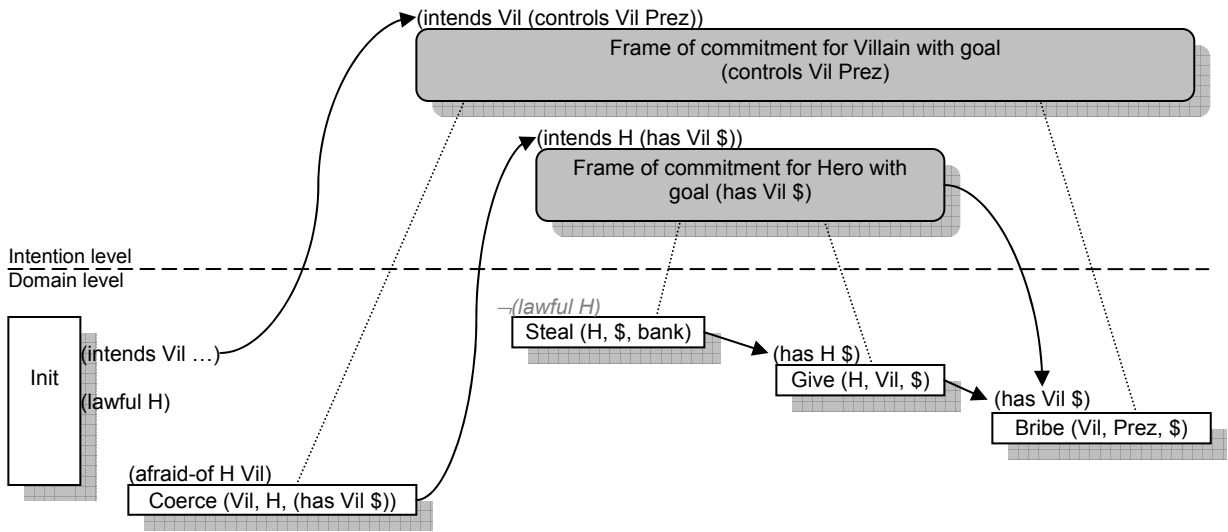 (intends Vil (controls Vil Prez))
Frame of commitment for Villain with goal
(controls Vil Prez)
(intends H (has Vil $))
Frame of commitment for Hero with
goal (has Vil $)
Intention level
Domain level
¬(lawful H)
Steal (H, $, bank)
(intends Vil …)
(has H $)
Init
Give (H, Vil, $)
(lawful H)
(has Vil $)
Bribe (Vil, Prez, $)
(afraid-of H Vil)
Coerce (Vil, H, (has Vil $))